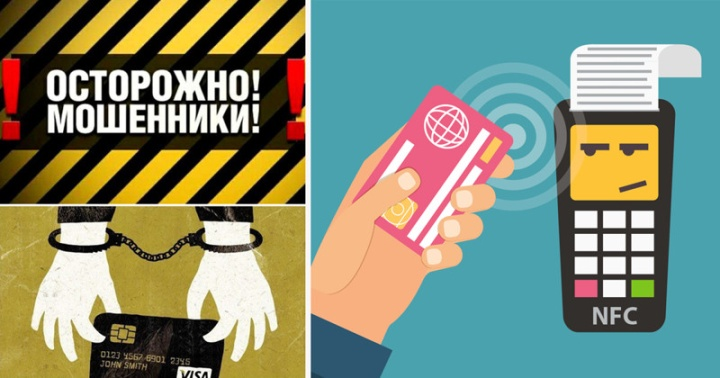 ОСТОРОЖНО!
МОШЕННИКИ!
0123 4567 8901 2345
JOHN SMITH
VISA
NFC